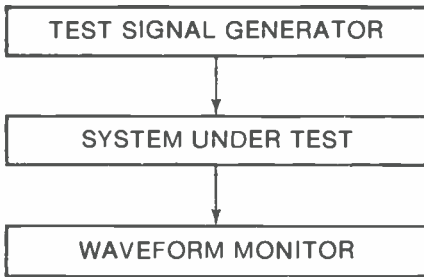 TEST SIGNAL GENERATOR
SYSTEM UNDER TEST
WAVEFORM MONITOR